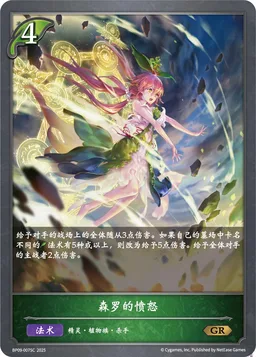 4
给予对手的战场上的全体随从3点伤害。如果自己的墓场中卡名
不同的‘法术有5种或以上，则改为给予5点伤害。给予全体对手
的主战者2点伤害。
森罗的愤怒
法术 精灵・植物族・杀手 GR
BP09-007SC 2025 © Cygames, Inc. Published by NetEase Games